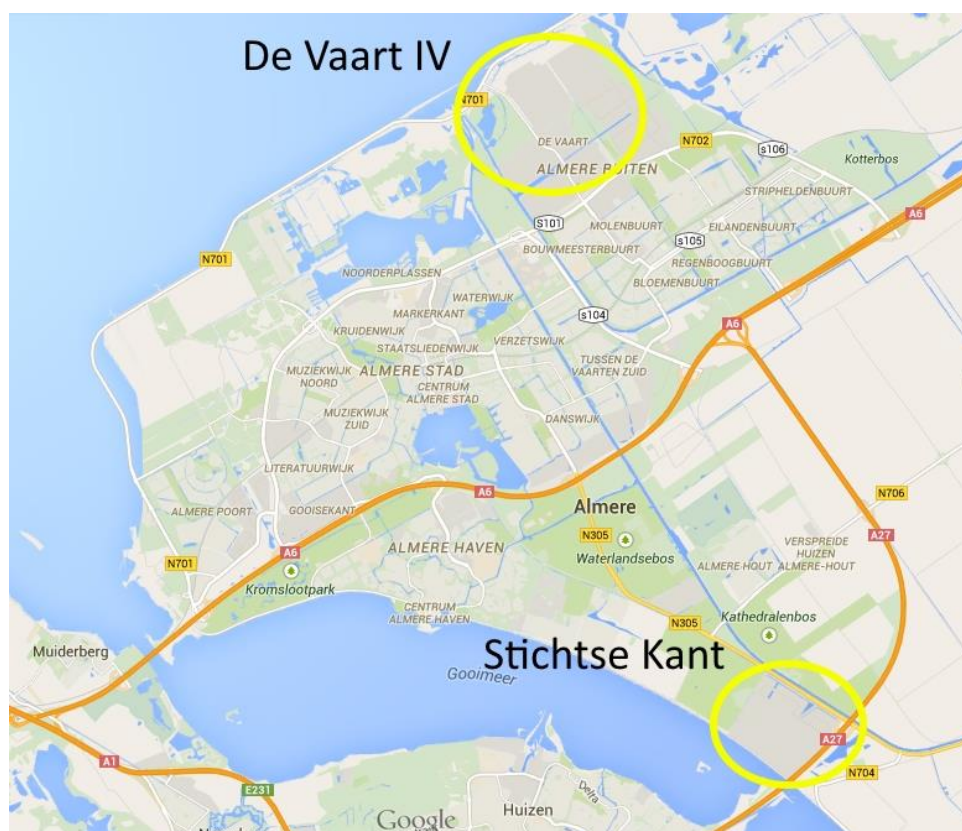 De Vaart IV
N701
DE VAART
N702
s106
ALMERE BUITEN
Kotterbos
STRIPHELDENBUURT
A6
S101
MOLENBUURT
EILANDENBUURT
s105
BOUWMEESTERBUURT
N701
REGENBOOGBUURT
NOORDERPLASSEN
BLOEMENBUURT
WATERWIJK
MARKERKANT
s104
A6
KRUIDENWIJK
VERZETSWIJK
STAATSLIEDENWIJK
TUSSEN DE
VAARTEN ZUID
MUZIEKWIJK
NOORD
ALMERE STAD
CENTRUM
ALMERE STAD
MUZIEKWIJK
ZUID
DANSWIJK
LITERATUURWIJK
A6
N706
ALMERE POORT
GOOISEKANT
Almere
N305
A27
VERSPREIDE
HUIZEN
ALMERE-HOUT
ALMERE HAVEN
Waterlandsebos
ALMERE-HOUT
A6
N701
Kromslootpark
CENTRUM
ALMERE HAVEN
N305
Kathedralenbos
Muiderberg
Stichtse Kant
Gooimeer
A27
A1
N704
E231
Google
Huizen
Delta